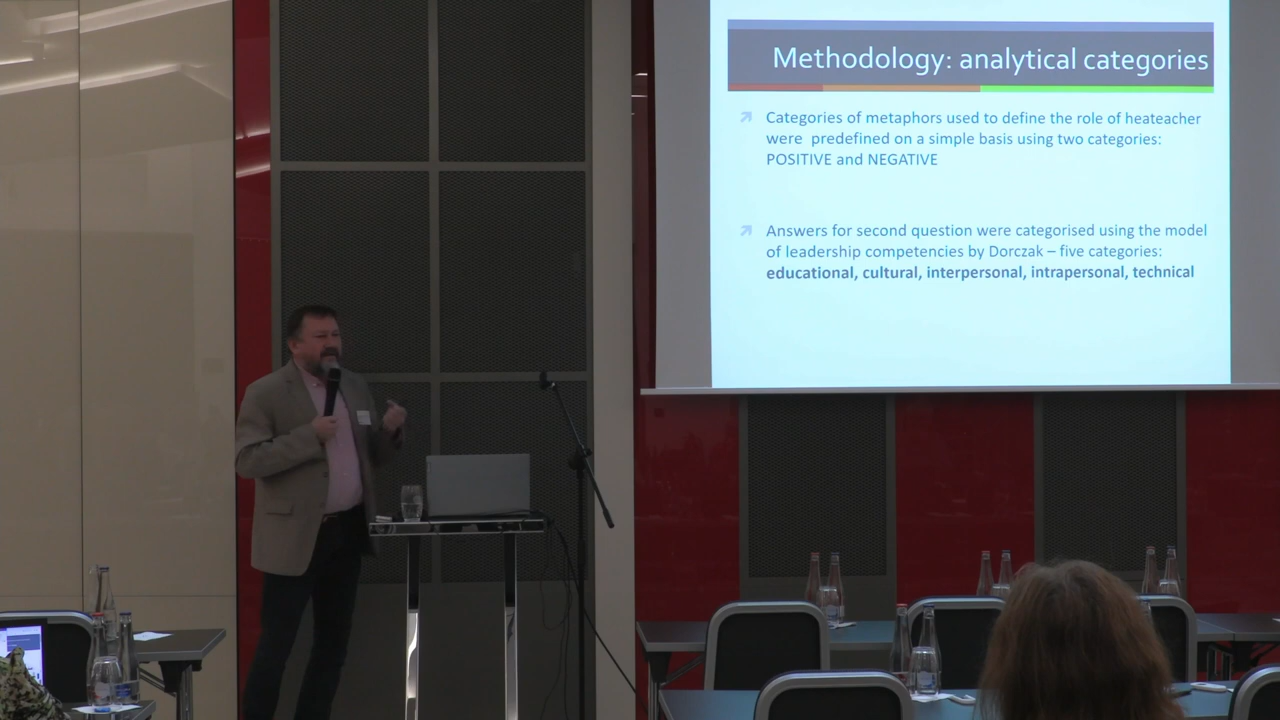 Methodology: analytical categories
Categories of metaphors used to define the role of heateacher
were predefined on a simple basis using two categories:
POSITIVE and NEGATIVE
Answers for second question were categorised using the model
of leadership competencies by Dorczak – five categories:
educational, cultural, interpersonal, intrapersonal, technical